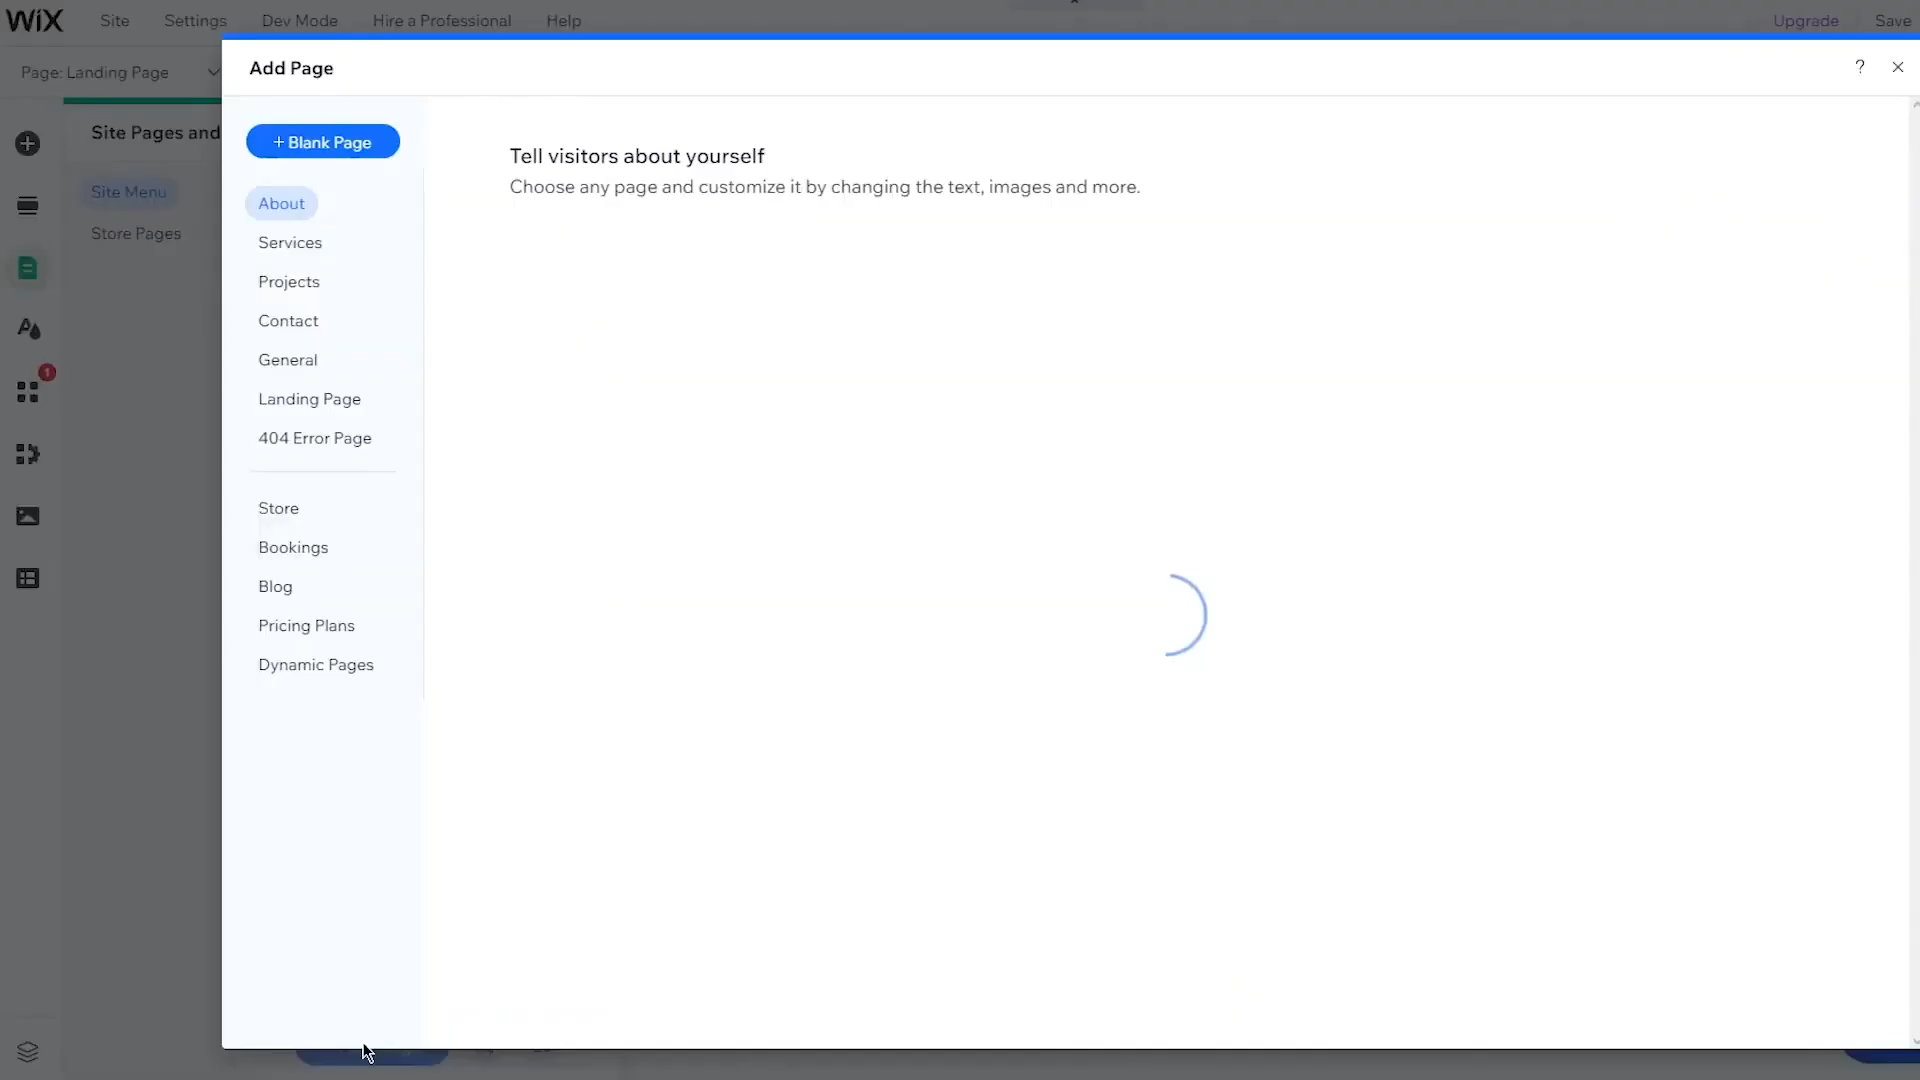 WiX Site Settings Dev Mode Hire a Professional Help Upgrade Save
Page: Landing Page
Add Page
?
Site Pages and
Site Menu
Store Pages
1
+ Blank Page
About
Services
Projects
Contact
General
Landing Page
404 Error Page
Store
Bookings
Blog
Pricing Plans
Dynamic Pages
Tell visitors about yourself
Choose any page and customize it by changing the text, images and more.